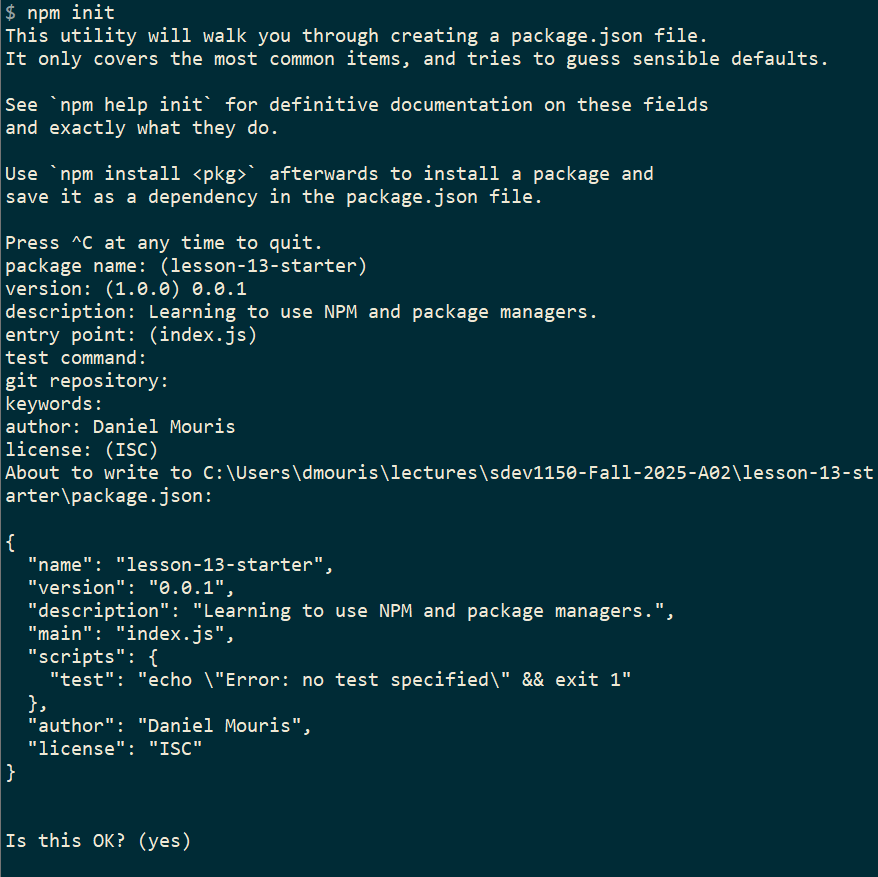 $ npm init
This utility will walk you through creating a package.json file.
It only covers the most common items, and tries to guess sensible defaults.

See `npm help init` for definitive documentation on these fields
and exactly what they do.

Use `npm install <pkg>` afterwards to install a package and
save it as a dependency in the package.json file.

Press ^C at any time to quit.
package name: (lesson-13-starter)
version: (1.0.0) 0.0.1
description: Learning to use NPM and package managers.
entry point: (index.js)
test command:
git repository:
keywords:
author: Daniel Mouris
license: (ISC)
About to write to C:\Users\dmouris\lectures\sdev1150-Fall-2025-A02\lesson-13-st
arter\package.json:

{
  "name": "lesson-13-starter",
  "version": "0.0.1",
  "description": "Learning to use NPM and package managers.",
  "main": "index.js",
  "scripts": {
    "test": "echo \"Error: no test specified\" && exit 1"
  },
  "author": "Daniel Mouris",
  "license": "ISC"
}


Is this OK? (yes)